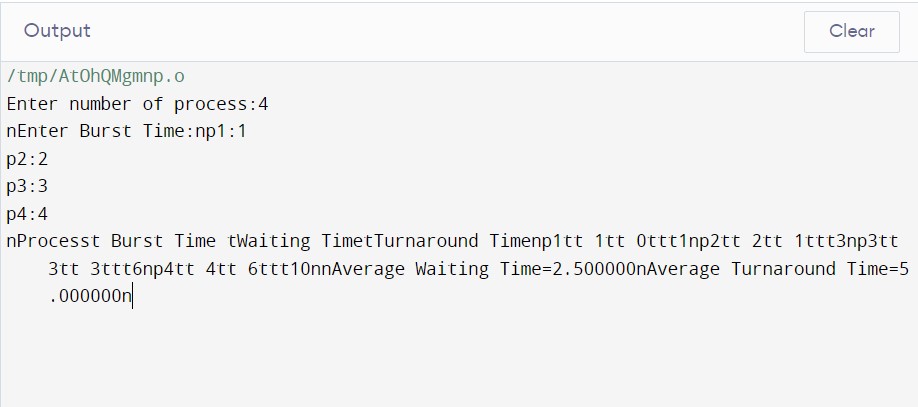 Output
Clear
/tmp/AtOhQMgmnp.o
Enter number of process:4
nEnter Burst Time:np1:1
p2:2
p3:3
p4:4
nProcesst Burst Time tWaiting TimetTurnaround Timenp1tt 1tt 0ttt1np2tt 2tt 1ttt3np3tt
3tt 3ttt6np4tt 4tt 6ttt10nnAverage Waiting Time=2.500000nAverage Turnaround Time=5
.000000n